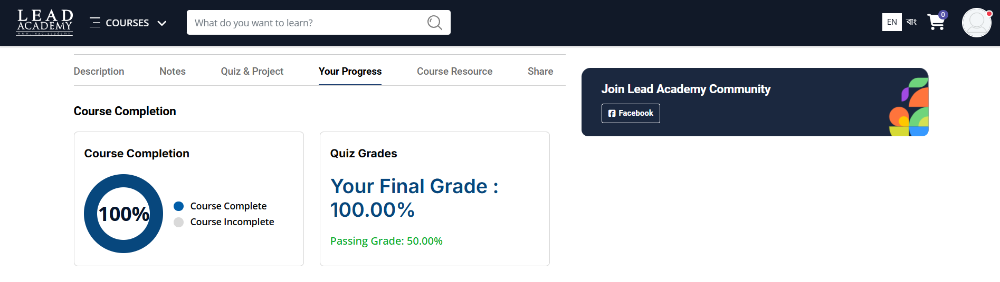 LEAD
ACADEMY
www.lead.academy
COURSES
What do you want to learn?
EN
বাং
0
Description
Notes
Quiz & Project
Your Progress
Course Resource
Share
Course Completion
Course Completion
100%
Course Complete
Course Incomplete
Quiz Grades
Your Final Grade :
100.00%
Passing Grade: 50.00%
Join Lead Academy Community
Facebook